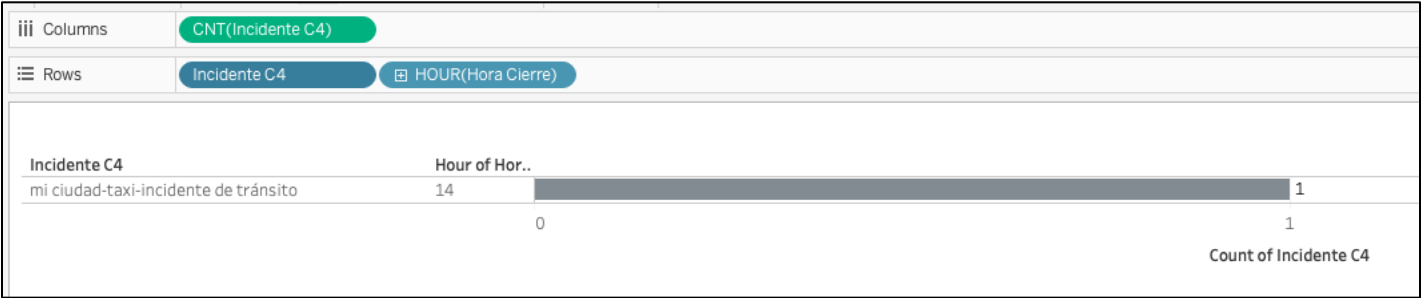 Columns CNT(Incidente C4)
Rows Incidente C4 HOUR(Hora Cierre)
Incidente C4 Hour of Hor..
mi ciudad-taxi-incidente de tránsito 14 1
0 1
Count of Incidente C4